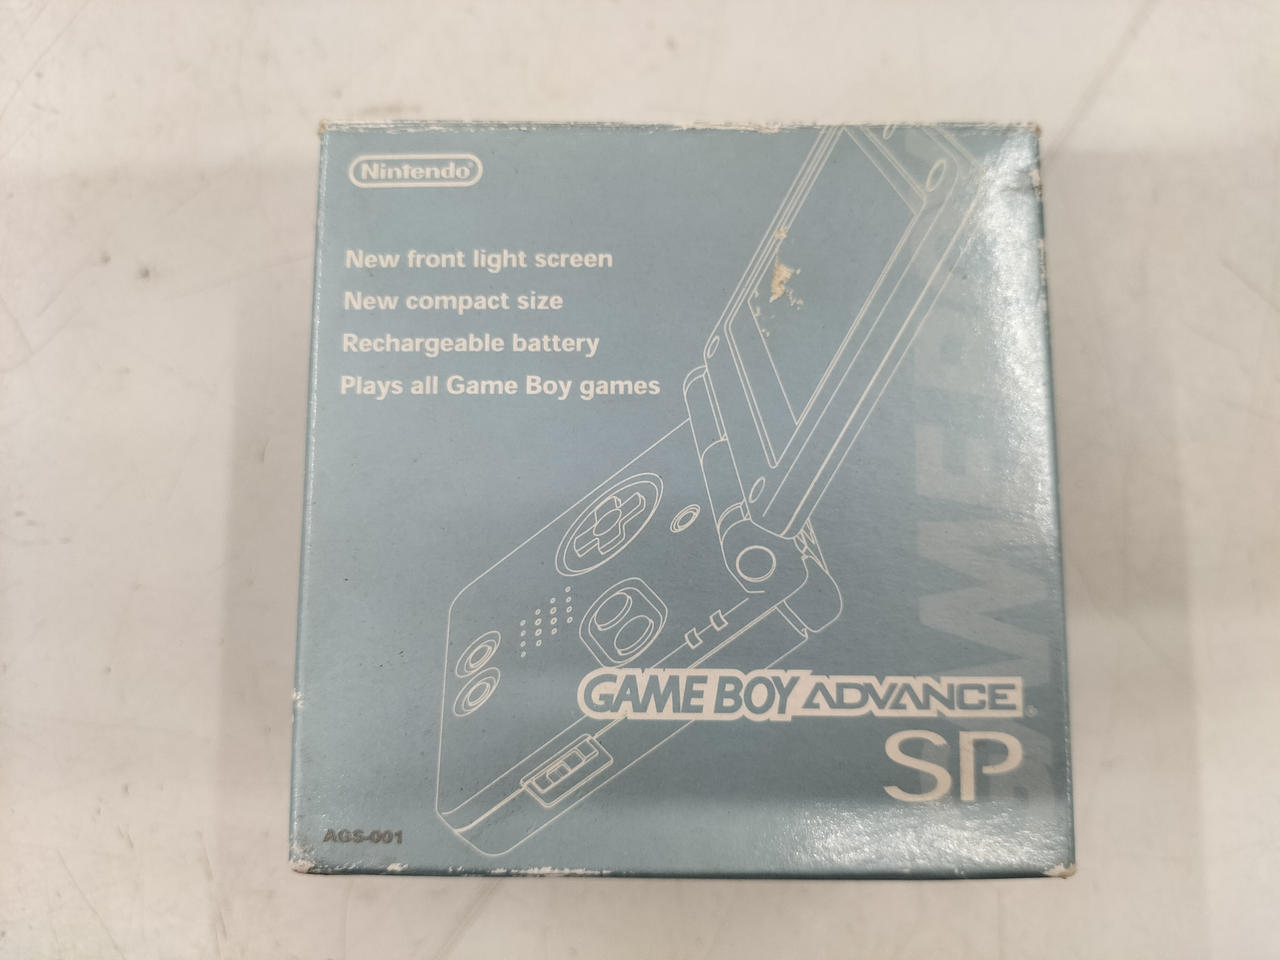 Nintendo®
New front light screen
New compact size
Rechargeable battery
Plays all Game Boy games
GAME BOY ADVANCE®
SP
AGS-001